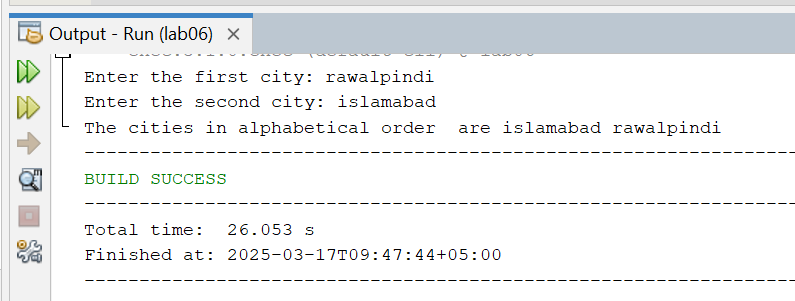 Output - Run (lab06)
Enter the first city: rawalpindi
Enter the second city: islamabad
The cities in alphabetical order  are islamabad rawalpindi
------------------------------------------------------------------------
BUILD SUCCESS
------------------------------------------------------------------------
Total time:  26.053 s
Finished at: 2025-03-17T09:47:44+05:00
------------------------------------------------------------------------